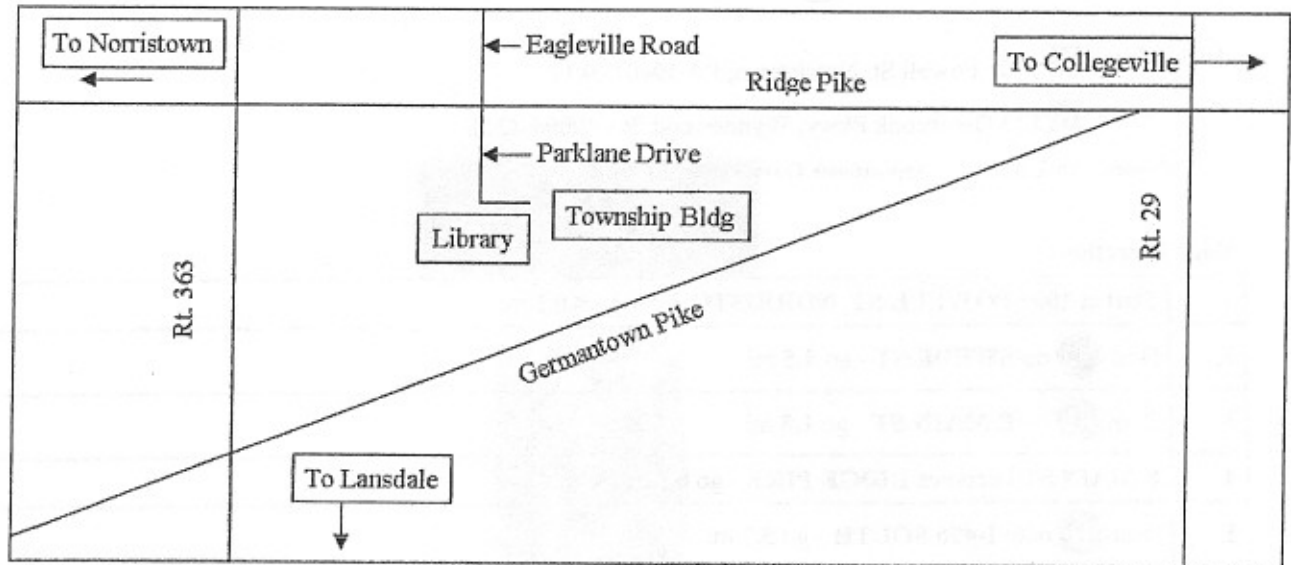 To Norristown
Eagleville Road
To Collegeville
Ridge Pike
Parklane Drive
Township Bldg
Library
Rt. 29
Rt. 363
Germantown Pike
To Lansdale